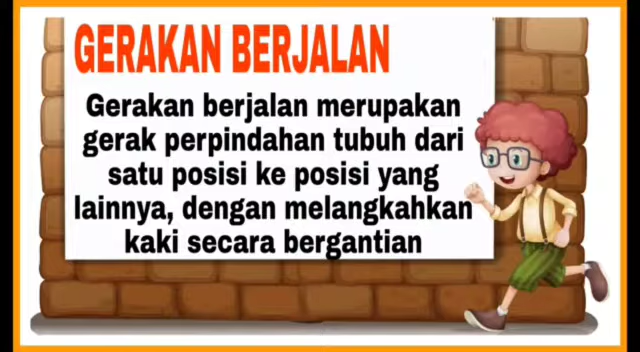 GERAKAN BERJALAN
Gerakan berjalan merupakan
gerak perpindahan tubuh dari
satu posisi ke posisi yang
lainnya, dengan melangkahkan
kaki secara bergantian